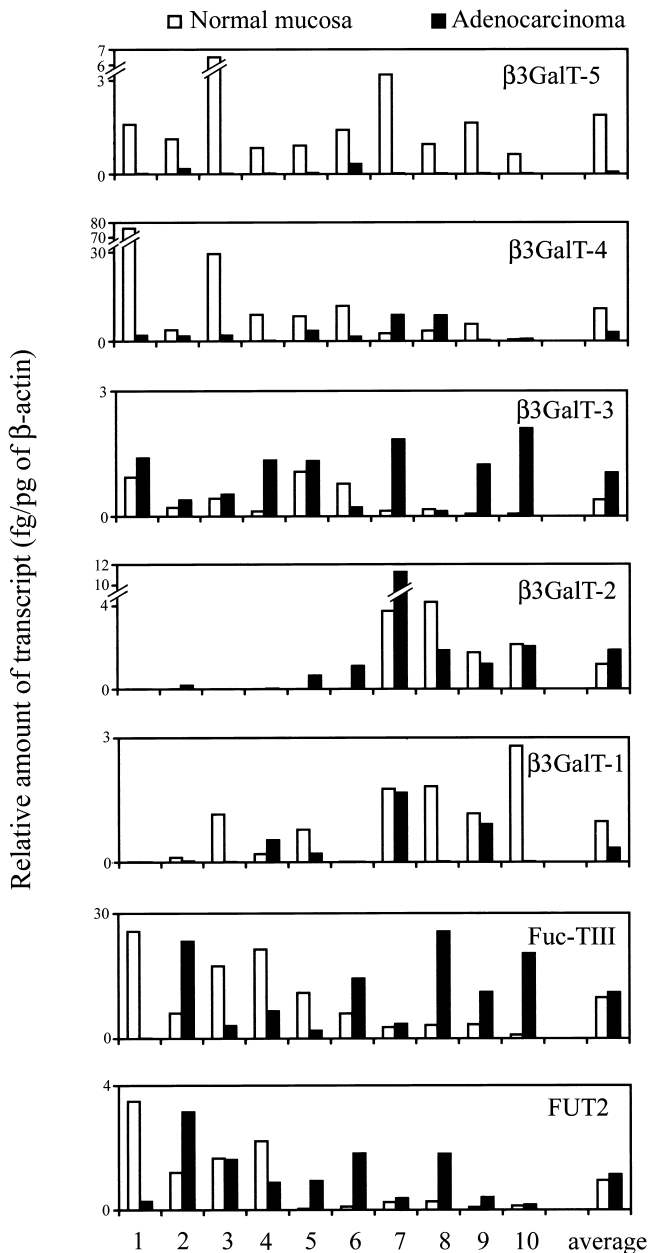 Normal mucosa Adenocarcinoma
Relative amount of transcript (fg/pg of β-actin)
7
6
3
0
β3GalT-5
80
70
30
0
β3GalT-4
3
0
β3GalT-3
12
10
4
0
β3GalT-2
3
0
β3GalT-1
30
0
Fuc-TIII
4
0
FUT2
1 2 3 4 5 6 7 8 9 10 average